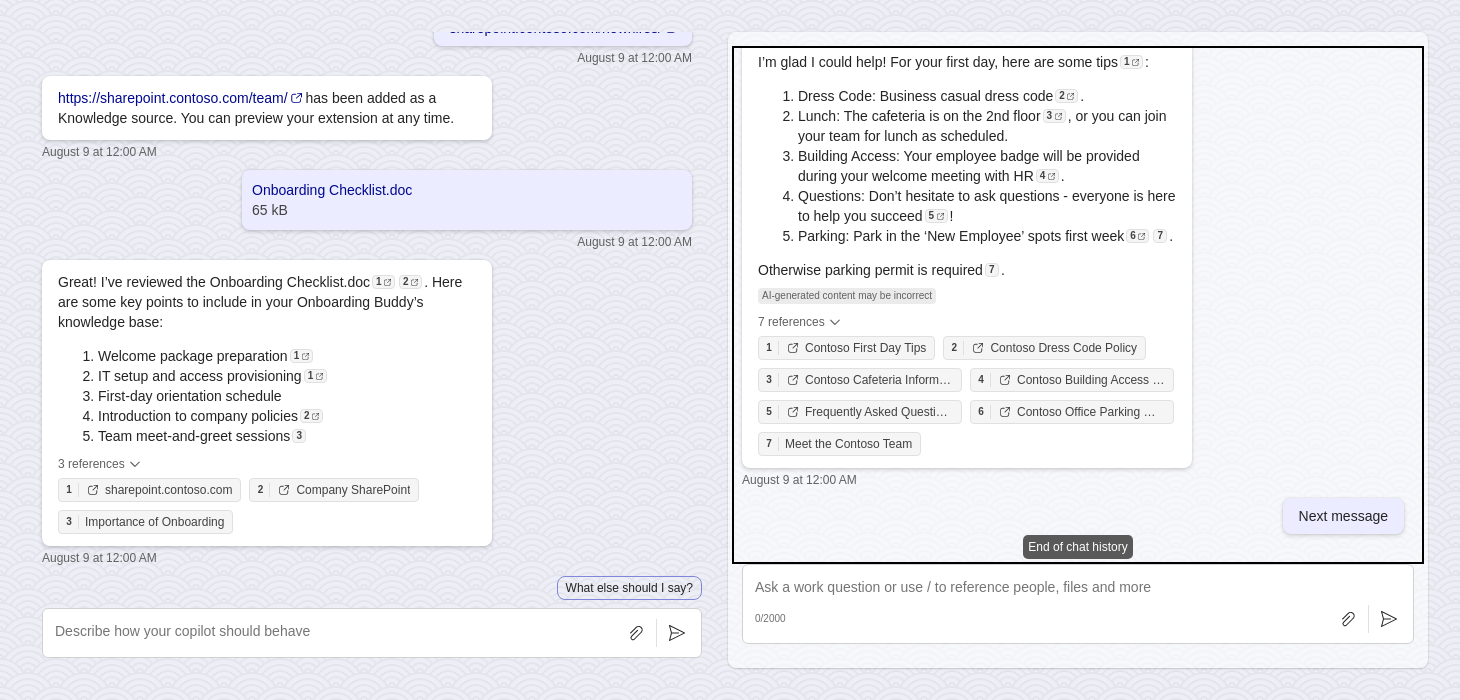 August 9 at 12:00 AM
https://sharepoint.contoso.com/team/ has been added as a
Knowledge source. You can preview your extension at any time.
August 9 at 12:00 AM
Onboarding Checklist.doc
65 kB
August 9 at 12:00 AM
Great! I’ve reviewed the Onboarding Checklist.doc 1 2 . Here
are some key points to include in your Onboarding Buddy’s
knowledge base:
1. Welcome package preparation 1
2. IT setup and access provisioning 1
3. First-day orientation schedule
4. Introduction to company policies 2
5. Team meet-and-greet sessions 3
3 references
1 sharepoint.contoso.com 2 Company SharePoint
3 Importance of Onboarding
August 9 at 12:00 AM
What else should I say?
Describe how your copilot should behave
I’m glad I could help! For your first day, here are some tips 1 :
1. Dress Code: Business casual dress code 2 .
2. Lunch: The cafeteria is on the 2nd floor 3 , or you can join
your team for lunch as scheduled.
3. Building Access: Your employee badge will be provided
during your welcome meeting with HR 4 .
4. Questions: Don’t hesitate to ask questions - everyone is here
to help you succeed 5 !
5. Parking: Park in the ‘New Employee’ spots first week 6 7 .
Otherwise parking permit is required 7 .
AI-generated content may be incorrect
7 references
1 Contoso First Day Tips 2 Contoso Dress Code Policy
3 Contoso Cafeteria Inform… 4 Contoso Building Access …
5 Frequently Asked Questi… 6 Contoso Office Parking …
7 Meet the Contoso Team
August 9 at 12:00 AM
Next message
End of chat history
Ask a work question or use / to reference people, files and more
0/2000